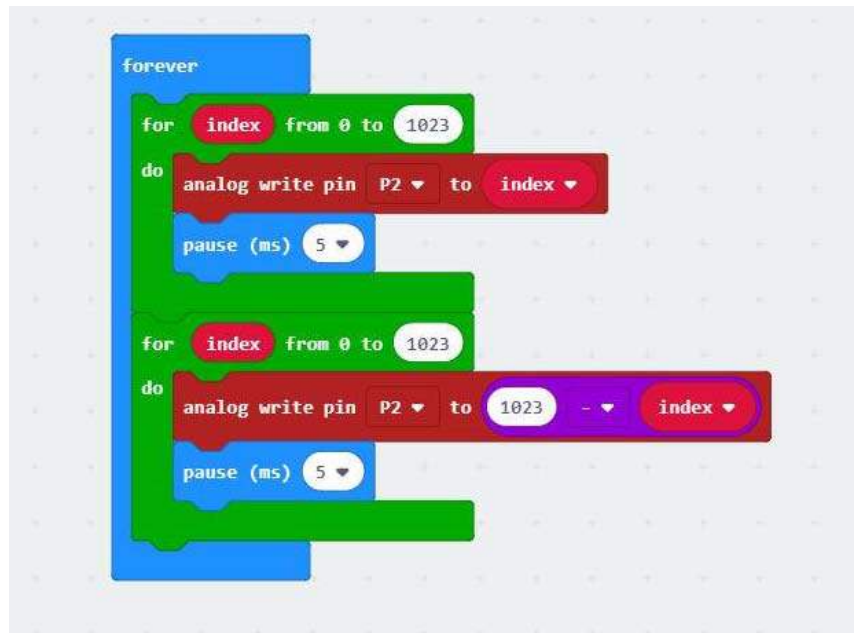 forever
for index from 0 to 1023
do
analog write pin P2 to index
pause (ms) 5
for index from 0 to 1023
do
analog write pin P2 to 1023 - index
pause (ms) 5